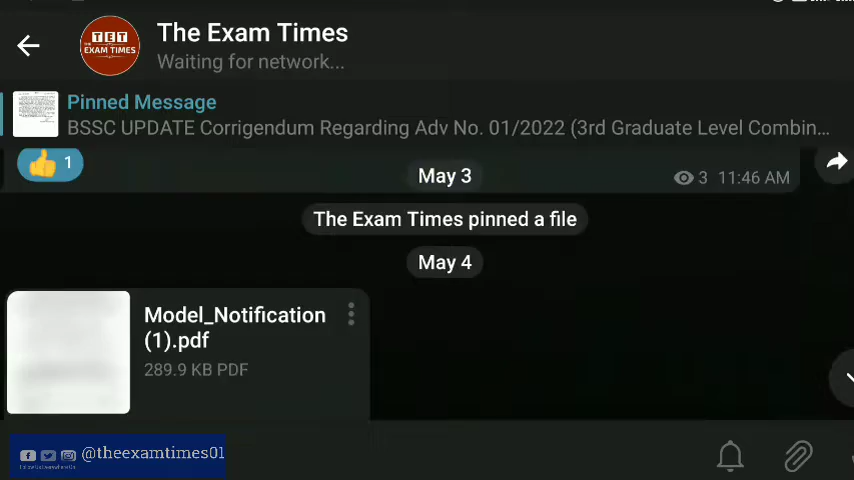 TET
THE EXAM TIMES
The Exam Times
Waiting for network...
Pinned Message
BSSC UPDATE Corrigendum Regarding Adv No. 01/2022 (3rd Graduate Level Combin...
1
May 3
3 11:46 AM
The Exam Times pinned a file
May 4
Model_Notification
(1).pdf
289.9 KB PDF
@theexamtimes01